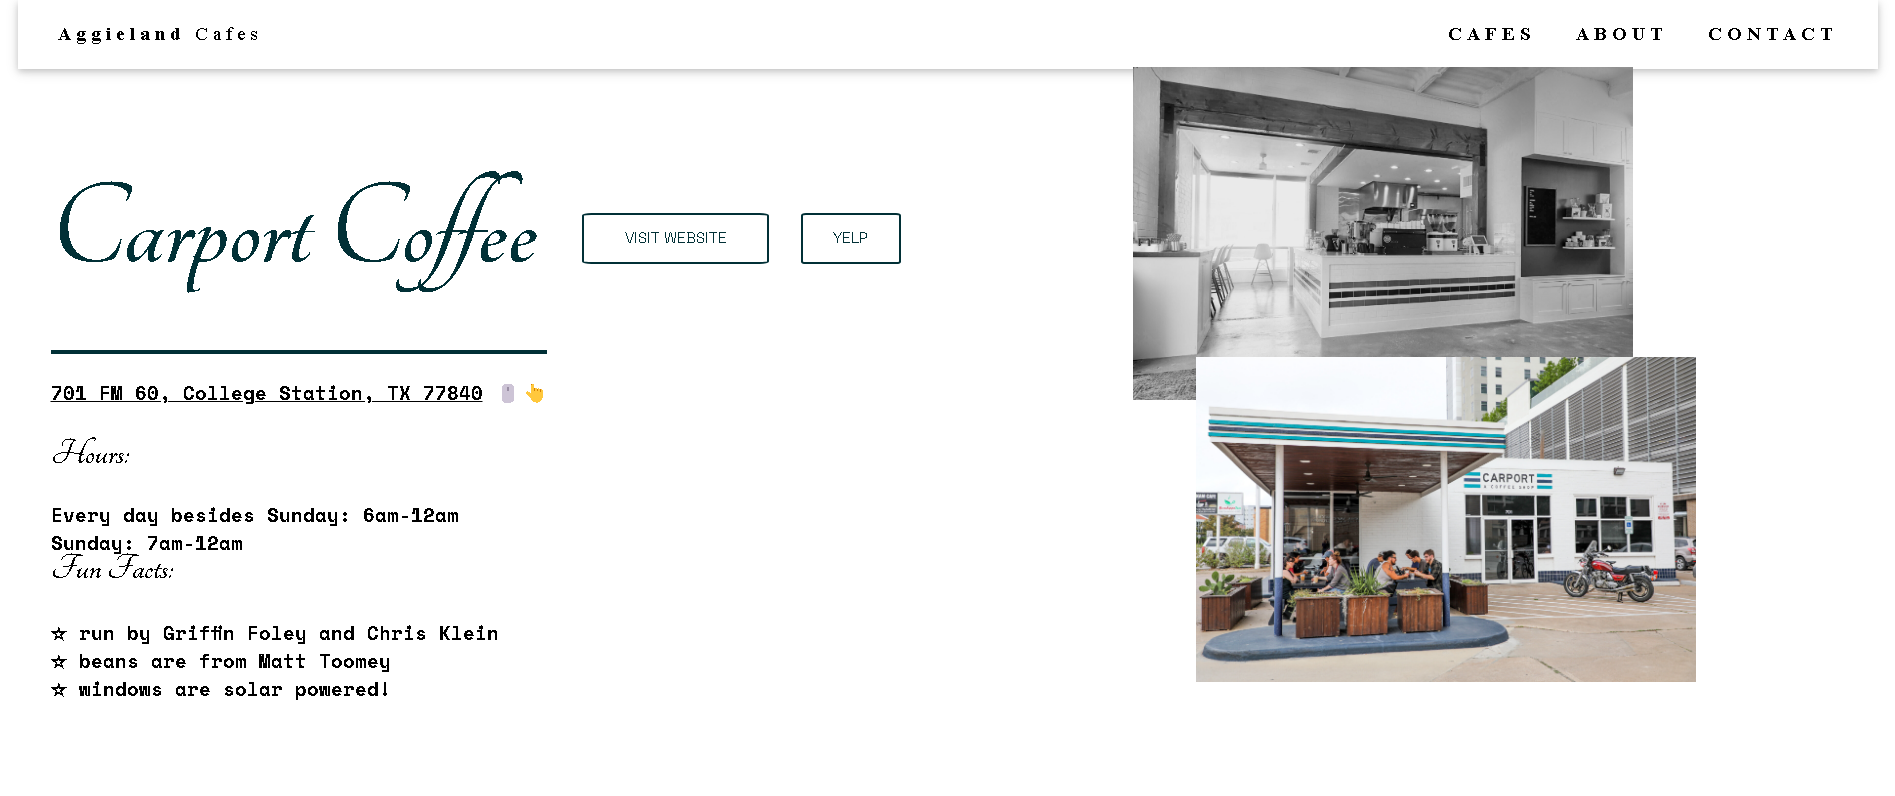 Aggieland Cafes
CAFES ABOUT CONTACT
Carport Coffee
VISIT WEBSITE
YELP
701 FM 60, College Station, TX 77840
Hours:
Every day besides Sunday: 6am-12am
Sunday: 7am-12am
Fun Facts:
☆ run by Griffin Foley and Chris Klein
☆ beans are from Matt Toomey
☆ windows are solar powered!
CARPORT
A COFFEE SHOP